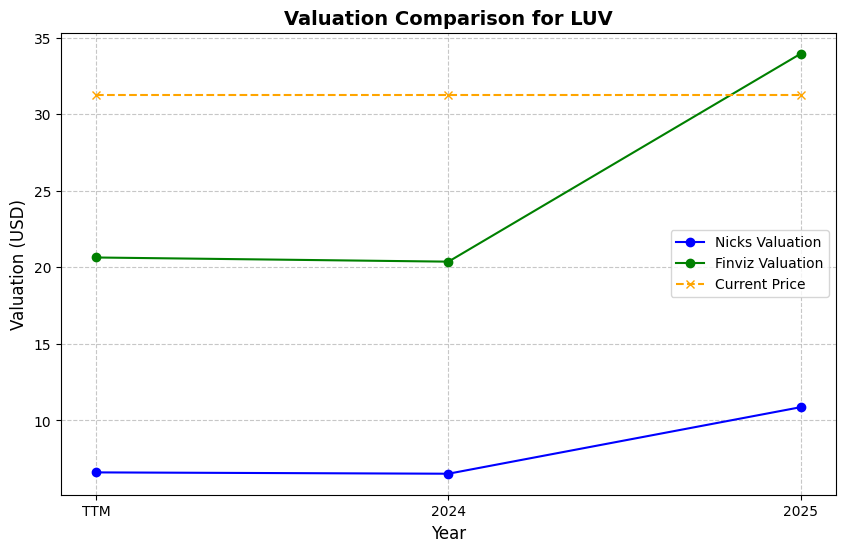 Valuation Comparison for LUV
Valuation (USD)
35
30
25
20
15
10
Nicks Valuation
Finviz Valuation
Current Price
TTM
2024
2025
Year